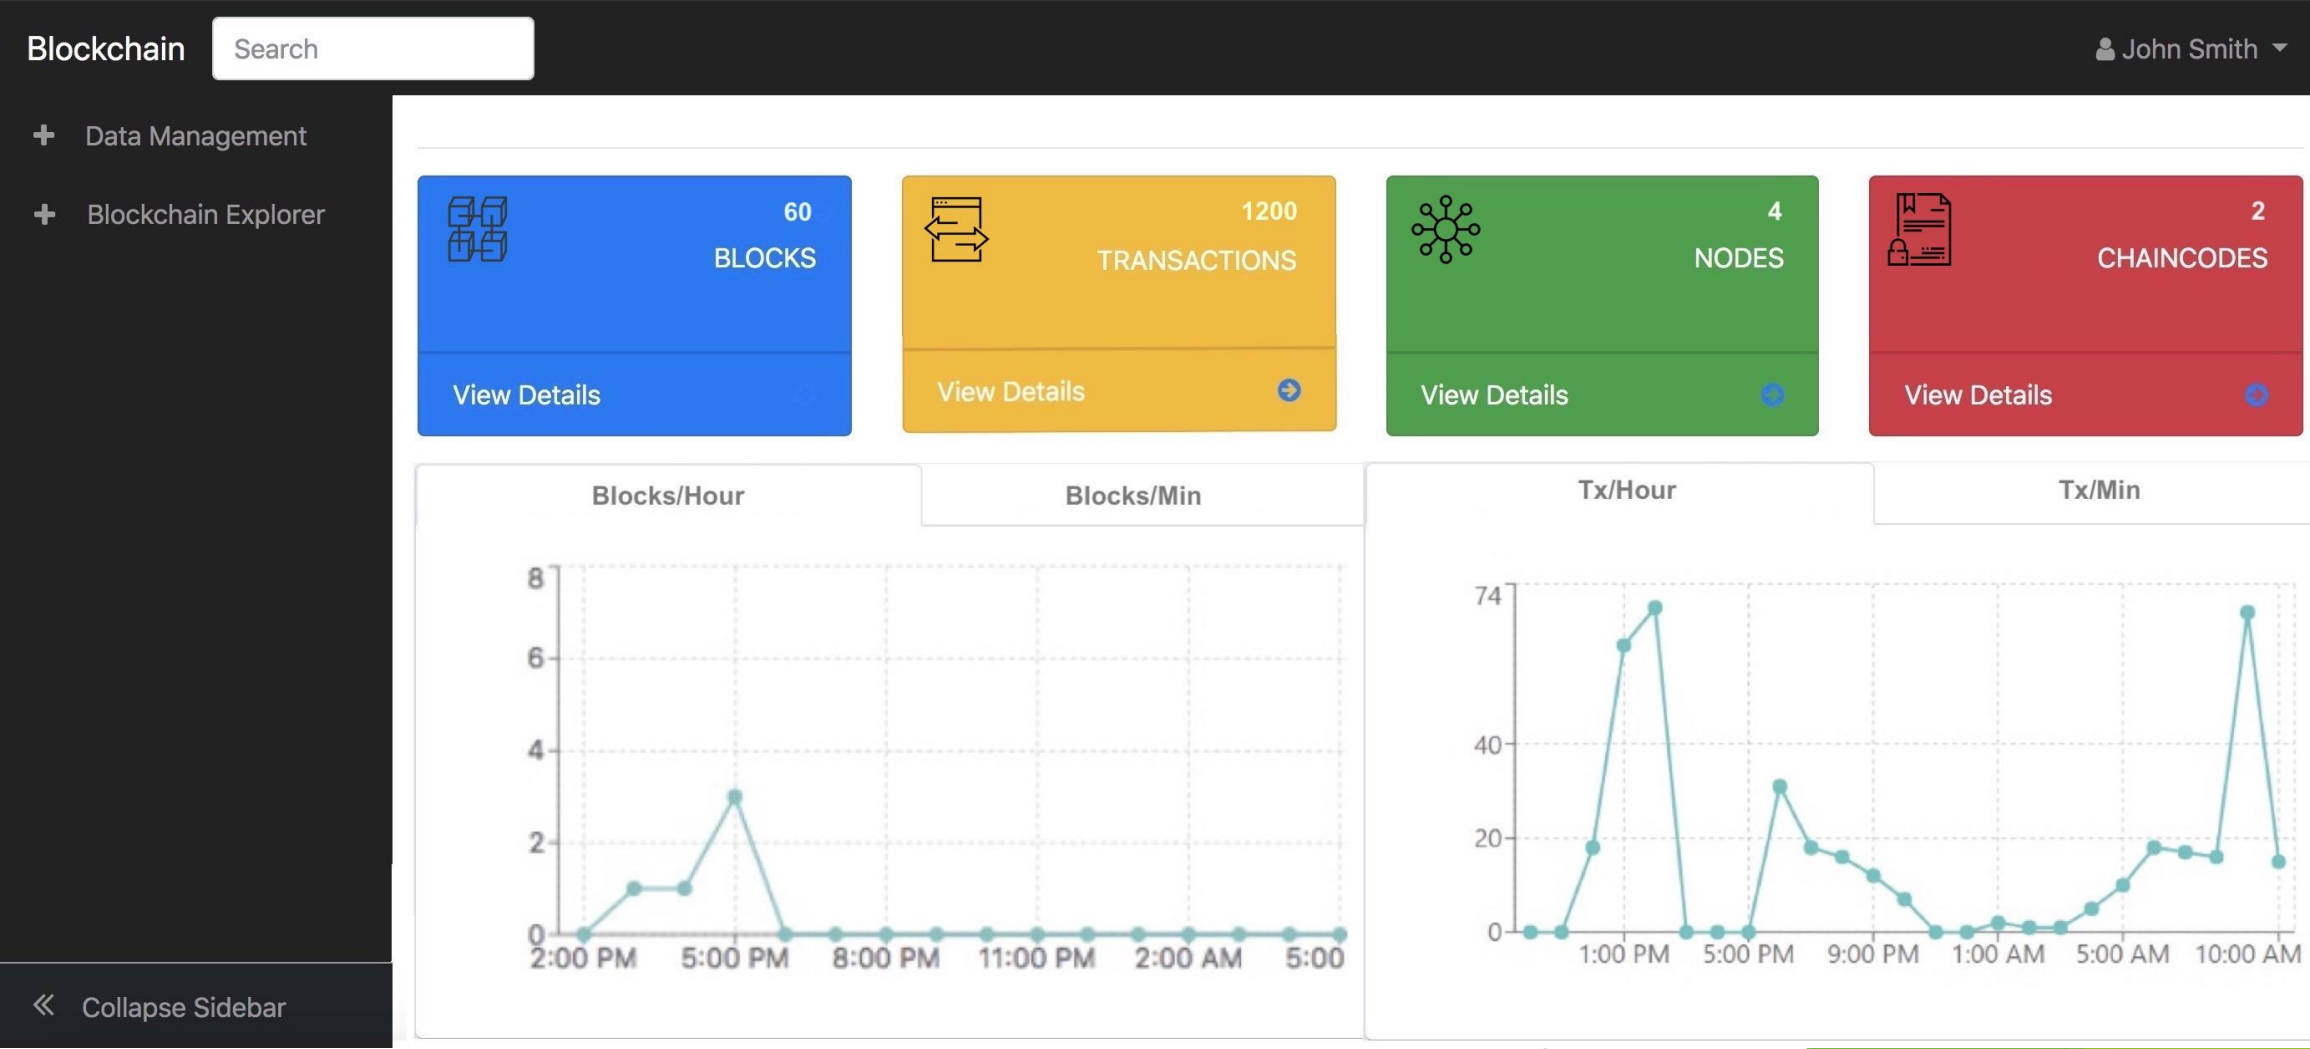 Blockchain
Search
John Smith
Data Management
Blockchain Explorer
Collapse Sidebar
60
BLOCKS
View Details
1200
TRANSACTIONS
View Details
4
NODES
View Details
2
CHAINCODES
View Details
Blocks/Hour
Blocks/Min
8
6
4
2
0
2:00 PM 5:00 PM 8:00 PM 11:00 PM 2:00 AM 5:00
Tx/Hour
Tx/Min
74
40
20
0
1:00 PM 5:00 PM 9:00 PM 1:00 AM 5:00 AM 10:00 AM